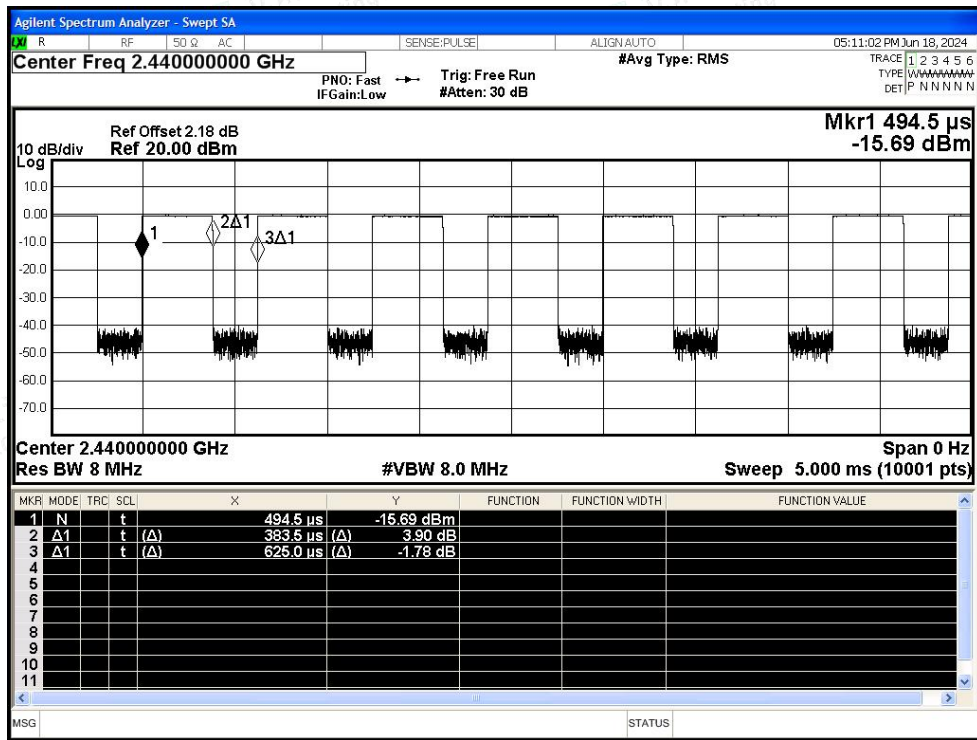 Agilent Spectrum Analyzer - Swept SA
LXI R RF 50 Ω AC SENSE:PULSE ALIGN AUTO 05:11:02 PM Jun 18, 2024
Center Freq 2.440000000 GHz #Avg Type: RMS TRACE 1 2 3 4 5 6
PNO: Fast Trig: Free Run TYPE WWWWWW
IFGain:Low #Atten: 30 dB DET P N N N N N
Mkr1 494.5 µs
Ref Offset 2.18 dB
10 dB/div Ref 20.00 dBm -15.69 dBm
Log
10.0
0.00
1 2Δ1 3Δ1
-10.0
-20.0
-30.0
-40.0
-50.0
-60.0
-70.0
Center 2.440000000 GHz Span 0 Hz
Res BW 8 MHz #VBW 8.0 MHz Sweep 5.000 ms (10001 pts)
MKR MODE TRC SCL X Y FUNCTION FUNCTION WIDTH FUNCTION VALUE
1 N t 494.5 µs -15.69 dBm
2 Δ1 t (Δ) 383.5 µs (Δ) 3.90 dB
3 Δ1 t (Δ) 625.0 µs (Δ) -1.78 dB
4
5
6
7
8
9
10
11
MSG STATUS